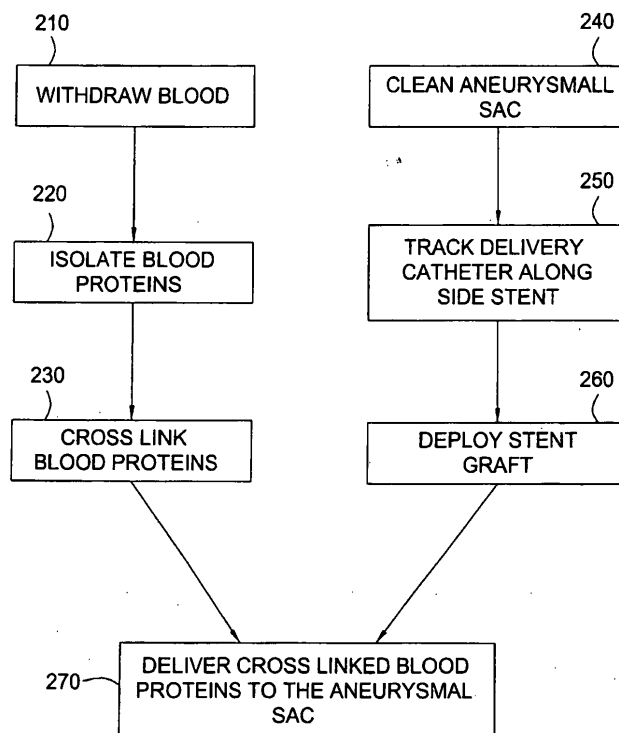 210
WITHDRAW BLOOD
220
ISOLATE BLOOD
PROTEINS
230
CROSS LINK
BLOOD PROTEINS
240
CLEAN ANEURYSMALL
SAC
250
TRACK DELIVERY
CATHETER ALONG
SIDE STENT
260
DEPLOY STENT
GRAFT
270
DELIVER CROSS LINKED BLOOD
PROTEINS TO THE ANEURYSMAL
SAC